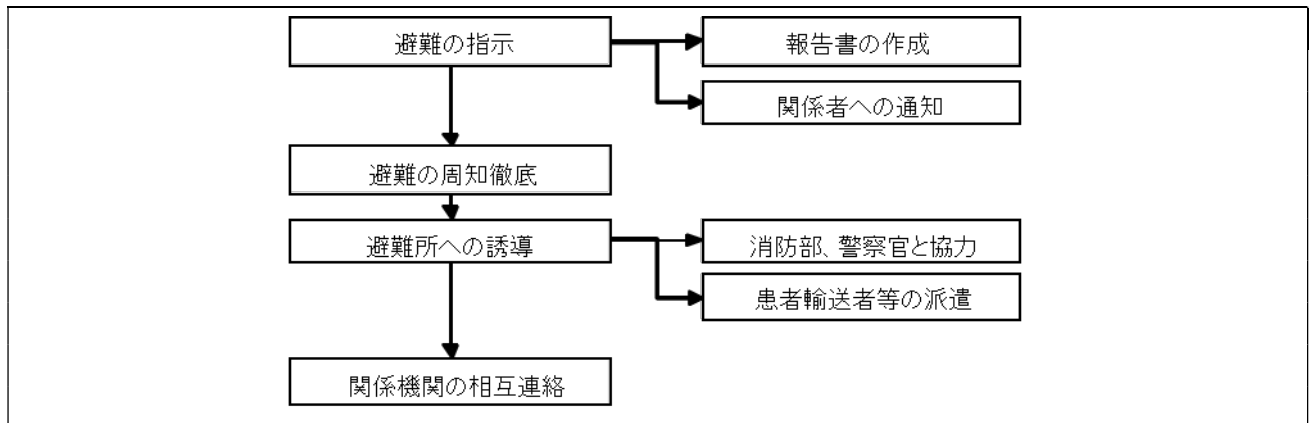 避難の指示
報告書の作成
関係者への通知
避難の周知徹底
避難所への誘導
消防部、警察官と協力
患者輸送者等の派遣
関係機関の相互連絡